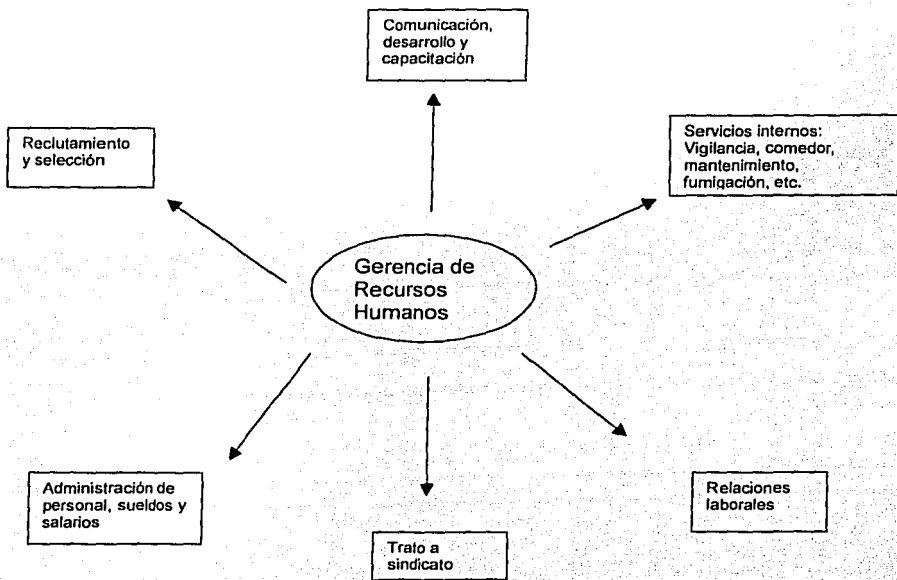 Comunicación,
desarrollo y
capacitación
Reclutamiento
y selección
Servicios internos:
Vigilancia, comedor,
mantenimiento,
fumigación, etc.
Gerencia de
Recursos
Humanos
Administración de
personal, sueldos y
salarios
Trato a
sindicato
Relaciones
laborales